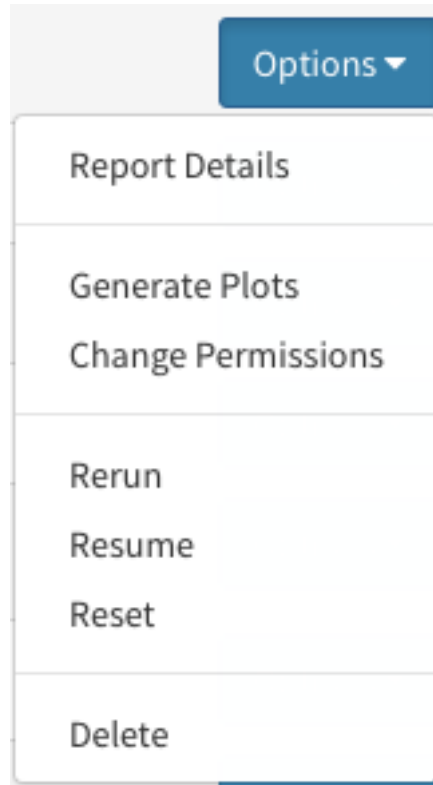 Options
Report Details
Generate Plots
Change Permissions
Rerun
Resume
Reset
Delete